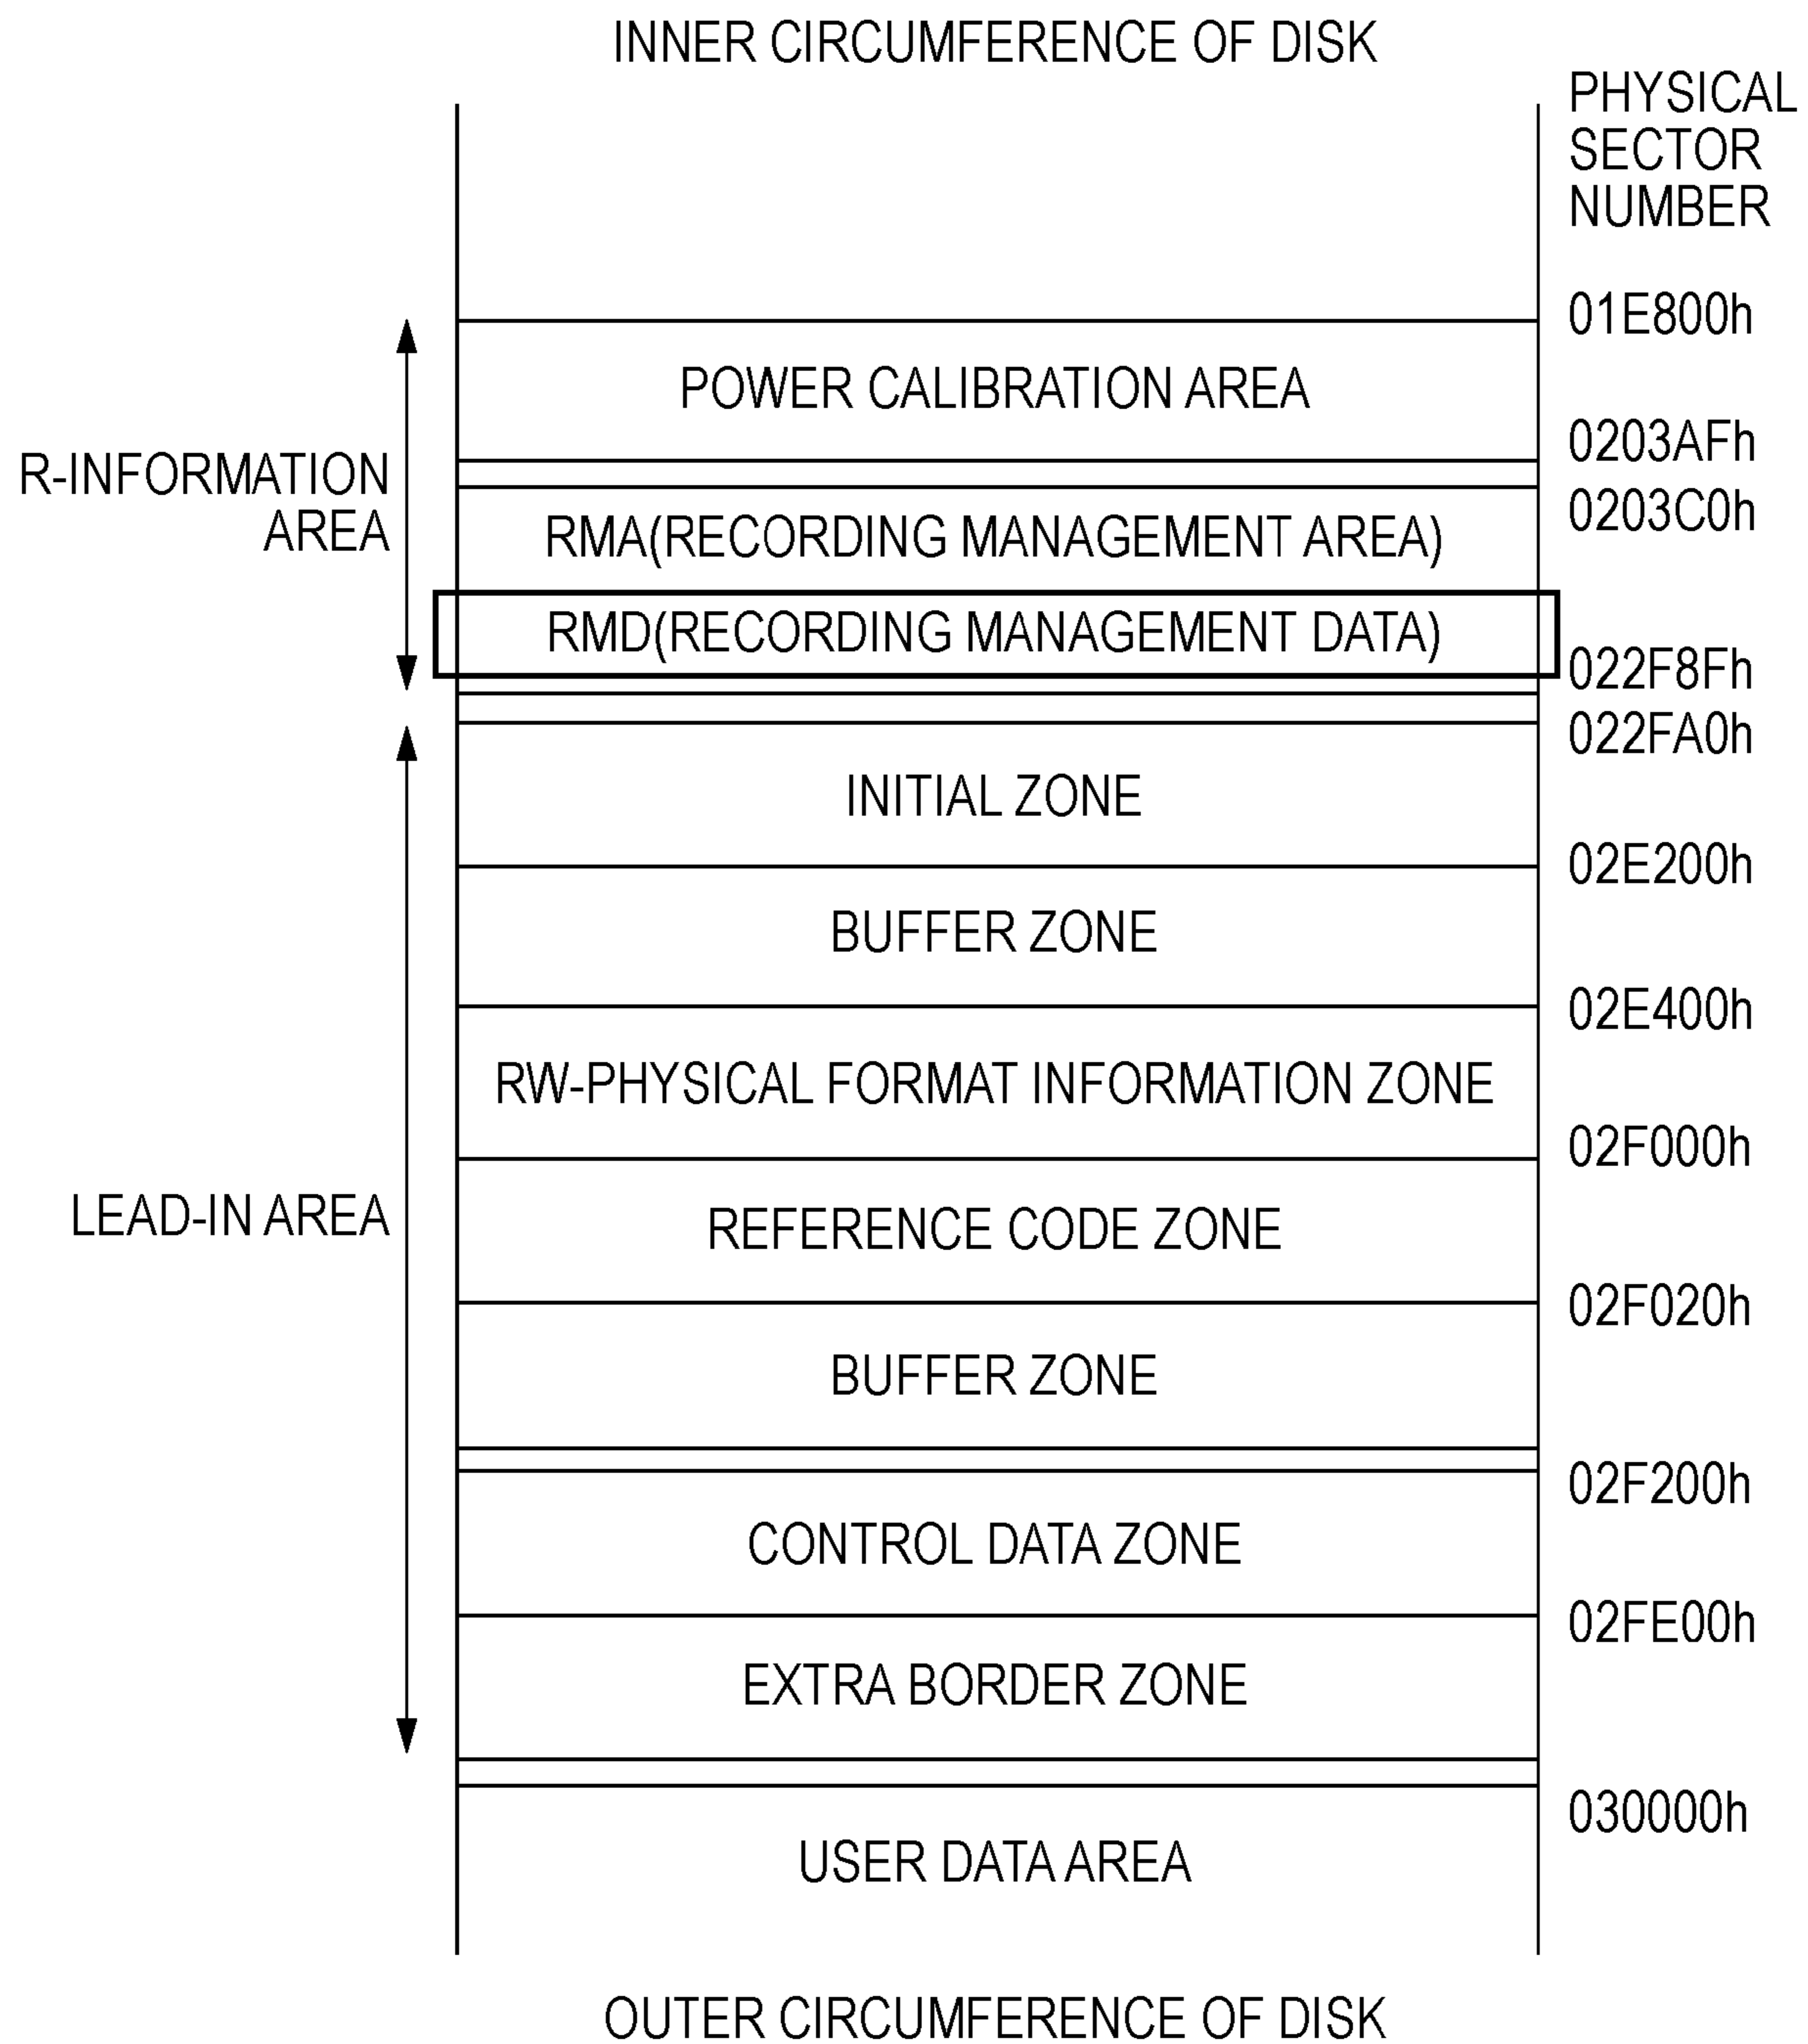 INNER CIRCUMFERENCE OF DISK
PHYSICAL
SECTOR
NUMBER
01E800h
POWER CALIBRATION AREA
0203AFh
R-INFORMATION
AREA
0203C0h
RMA(RECORDING MANAGEMENT AREA)
RMD(RECORDING MANAGEMENT DATA)
022F8Fh
022FA0h
INITIAL ZONE
02E200h
BUFFER ZONE
02E400h
RW-PHYSICAL FORMAT INFORMATION ZONE
02F000h
LEAD-IN AREA
REFERENCE CODE ZONE
02F020h
BUFFER ZONE
02F200h
CONTROL DATA ZONE
02FE00h
EXTRA BORDER ZONE
030000h
USER DATA AREA
OUTER CIRCUMFERENCE OF DISK